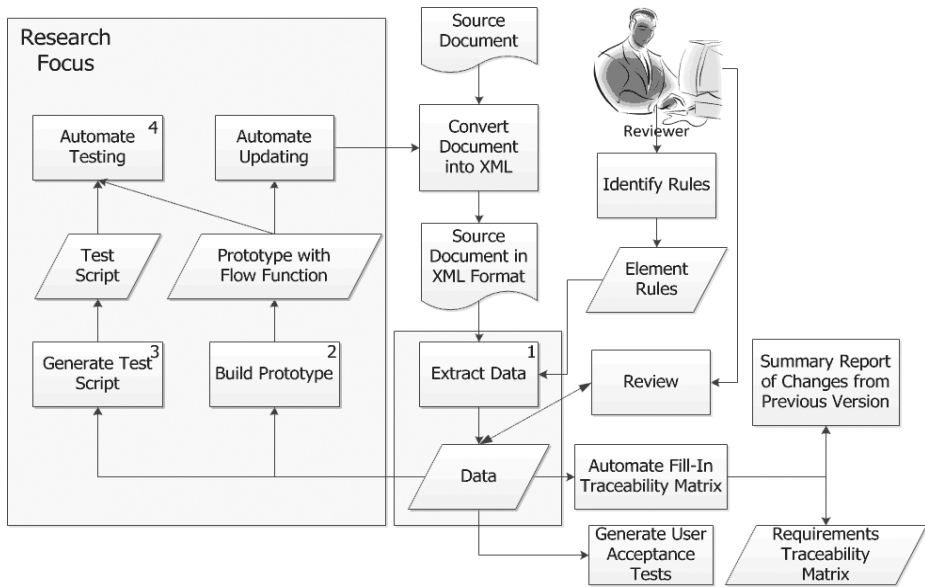 Research
Focus
Source
Document
Automate
Testing
4
Automate
Updating
Convert
Document
into XML
Reviewer
Identify Rules
Test
Script
Prototype with
Flow Function
Source
Document in
XML Format
Element
Rules
Generate Test
Script
3
Build Prototype
2
Extract Data
1
Review
Summary Report
of Changes from
Previous Version
Data
Automate Fill-In
Traceability Matrix
Generate User
Acceptance
Tests
Requirements
Traceability
Matrix